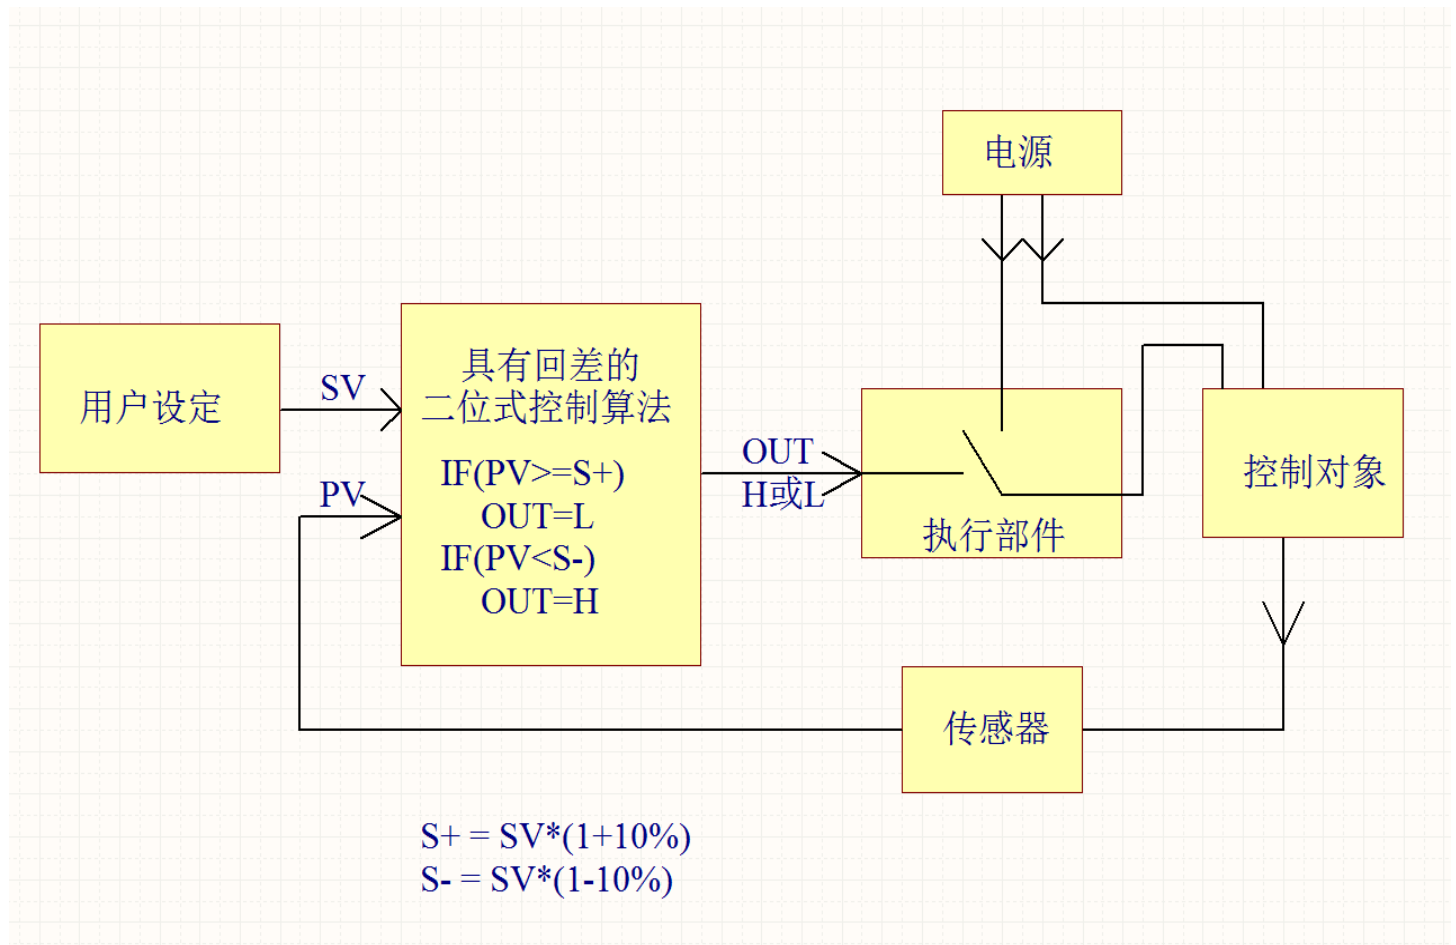 电源
用户设定
SV
PV
具有回差的
二位式控制算法
IF(PV>=S+)
OUT=L
IF(PV<S-)
OUT=H
OUT
H或L
执行部件
控制对象
传感器
S+ = SV*(1+10%)
S- = SV*(1-10%)